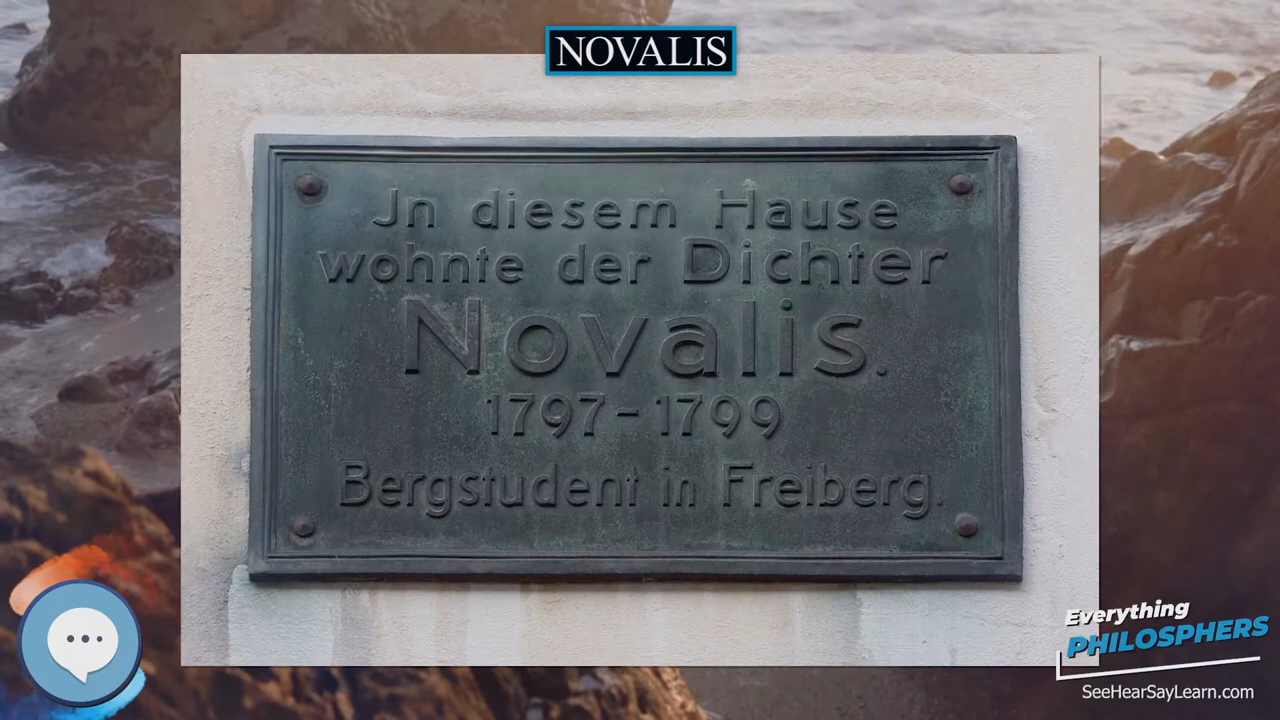 NOVALIS
Jn diesem Hause
wohnte der Dichter
Novalis.
1797-1799
Bergstudent in Freiberg.
Everything
PHILOSPHERS
SeeHearSayLearn.com